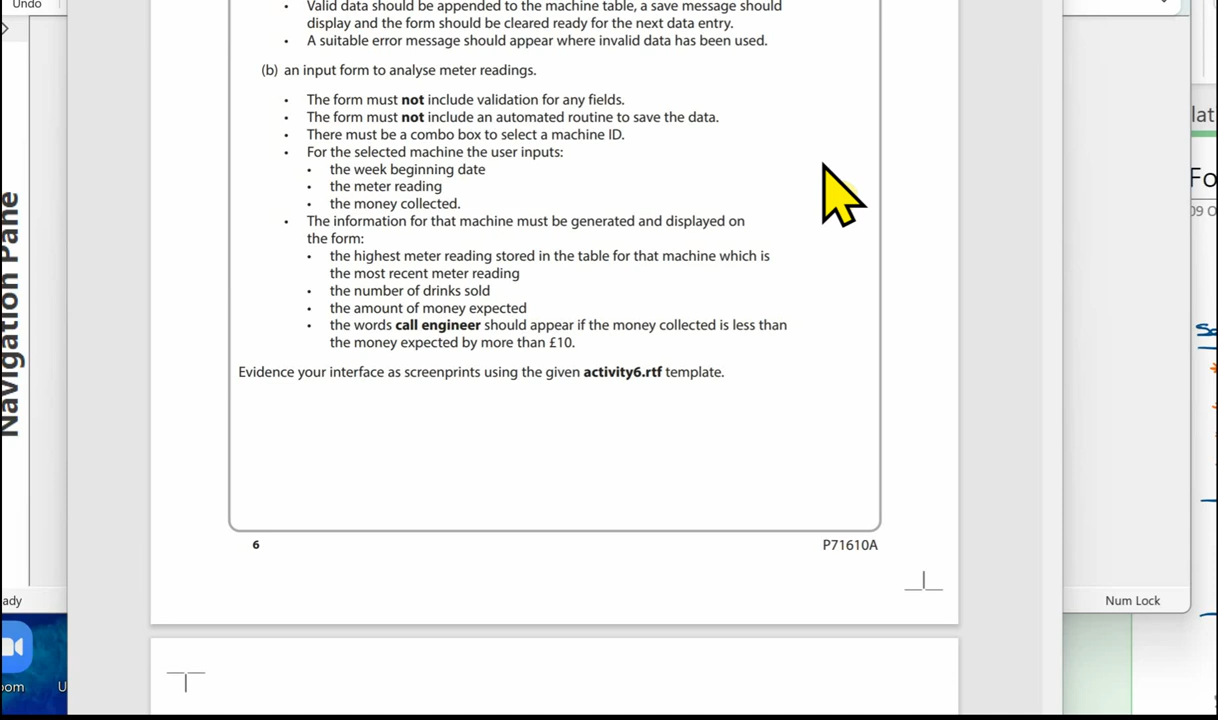 Undo
• Valid data should be appended to the machine table, a save message should
display and the form should be cleared ready for the next data entry.
• A suitable error message should appear where invalid data has been used.
(b) an input form to analyse meter readings.
• The form must not include validation for any fields.
• The form must not include an automated routine to save the data.
• There must be a combo box to select a machine ID.
• For the selected machine the user inputs:
• the week beginning date
• the meter reading
• the money collected.
• The information for that machine must be generated and displayed on
the form:
• the highest meter reading stored in the table for that machine which is
the most recent meter reading
• the number of drinks sold
• the amount of money expected
• the words call engineer should appear if the money collected is less than
the money expected by more than £10.
Evidence your interface as screenprints using the given activity6.rtf template.
6
P71610A
Navigation Pane
ady
Num Lock
oom
U
lat
Fo
09 O